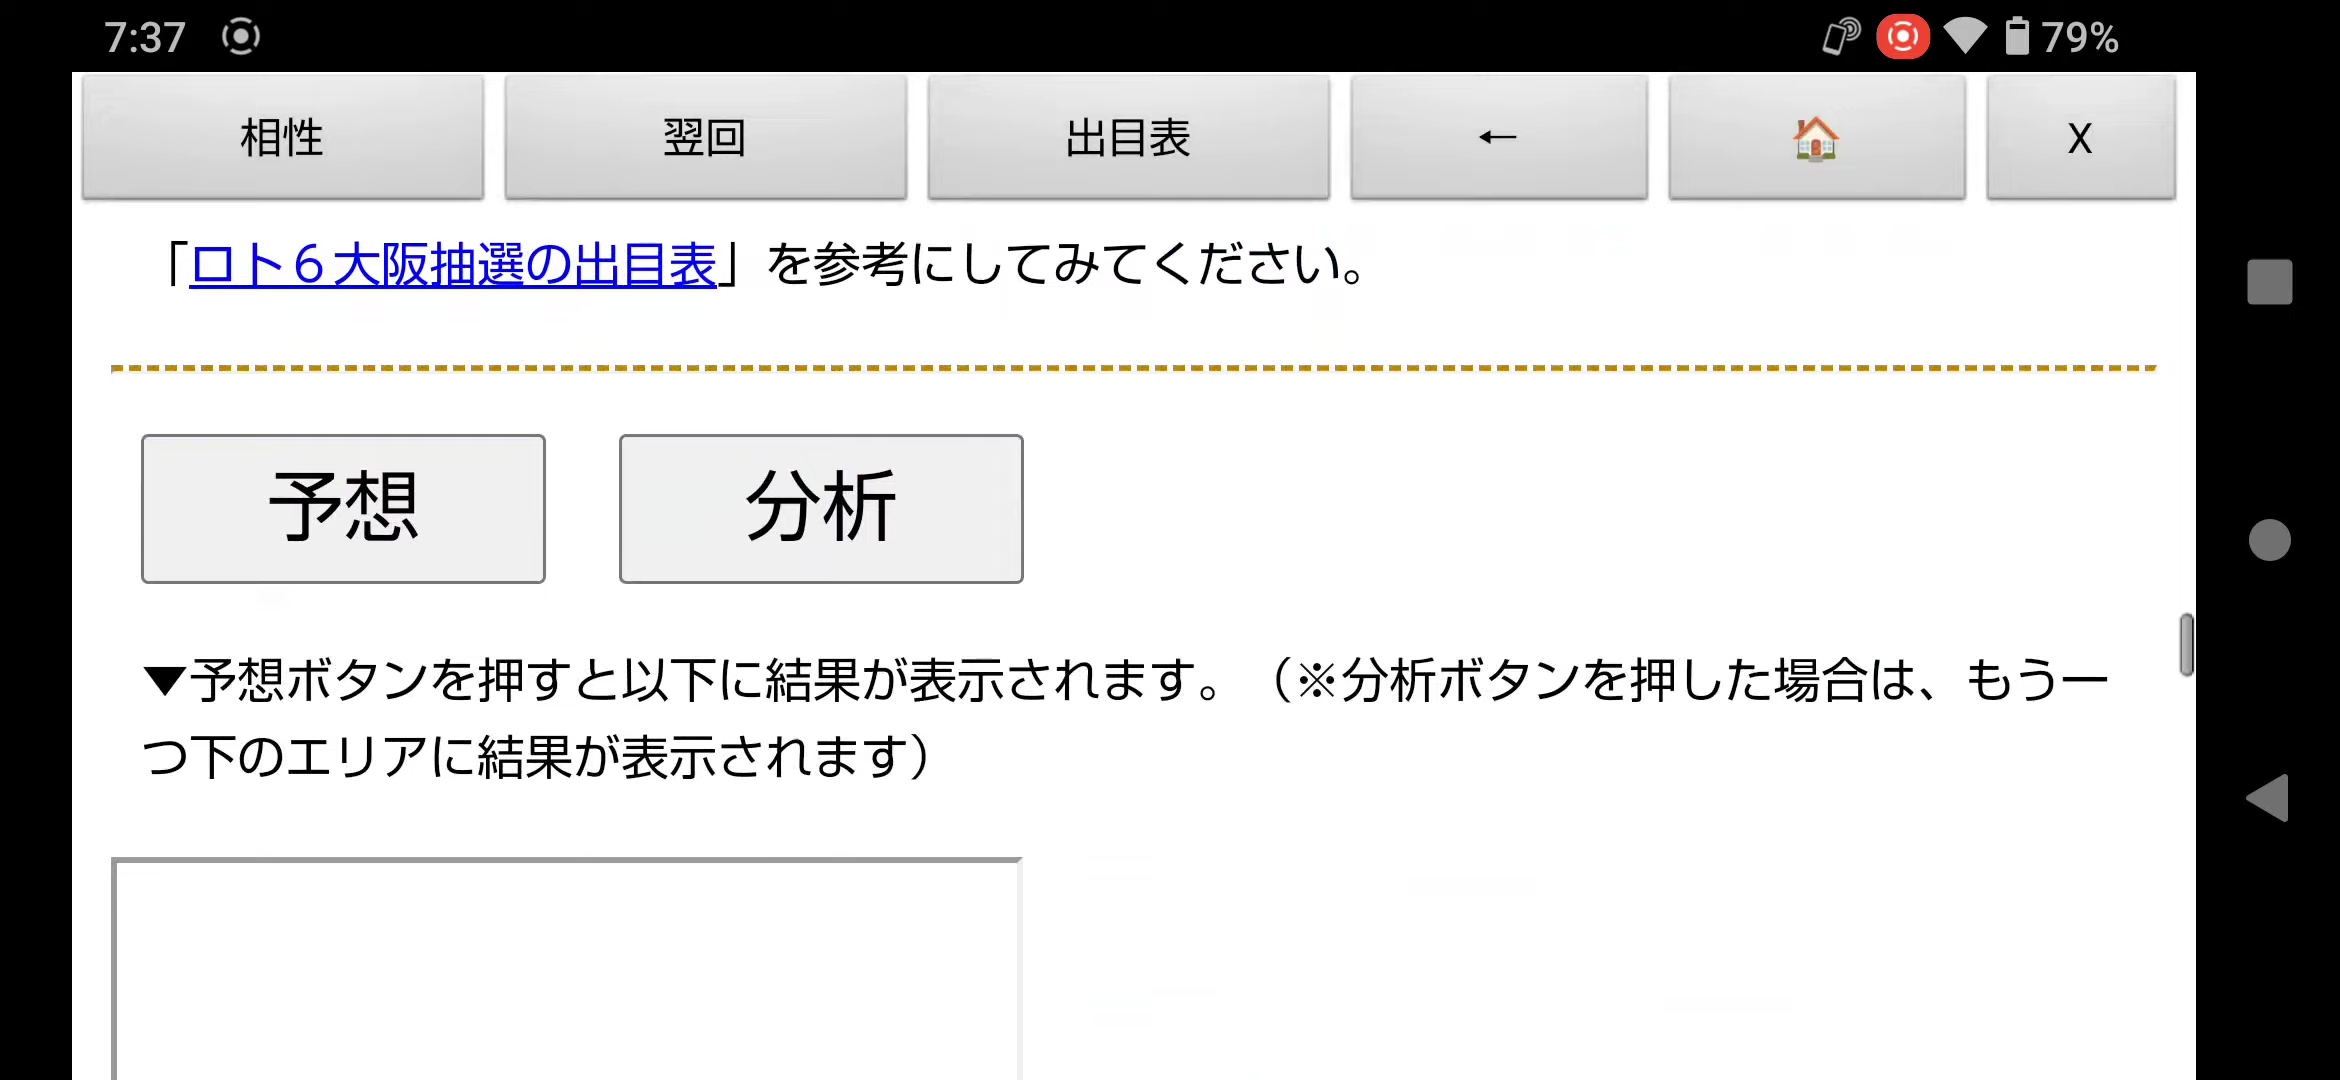 7:37
79%
相性 翌回 出目表 ← X
「ロト６大阪抽選の出目表」を参考にしてみてください。
予想 分析
▼予想ボタンを押すと以下に結果が表示されます。（※分析ボタンを押した場合は、もう一
つ下のエリアに結果が表示されます）